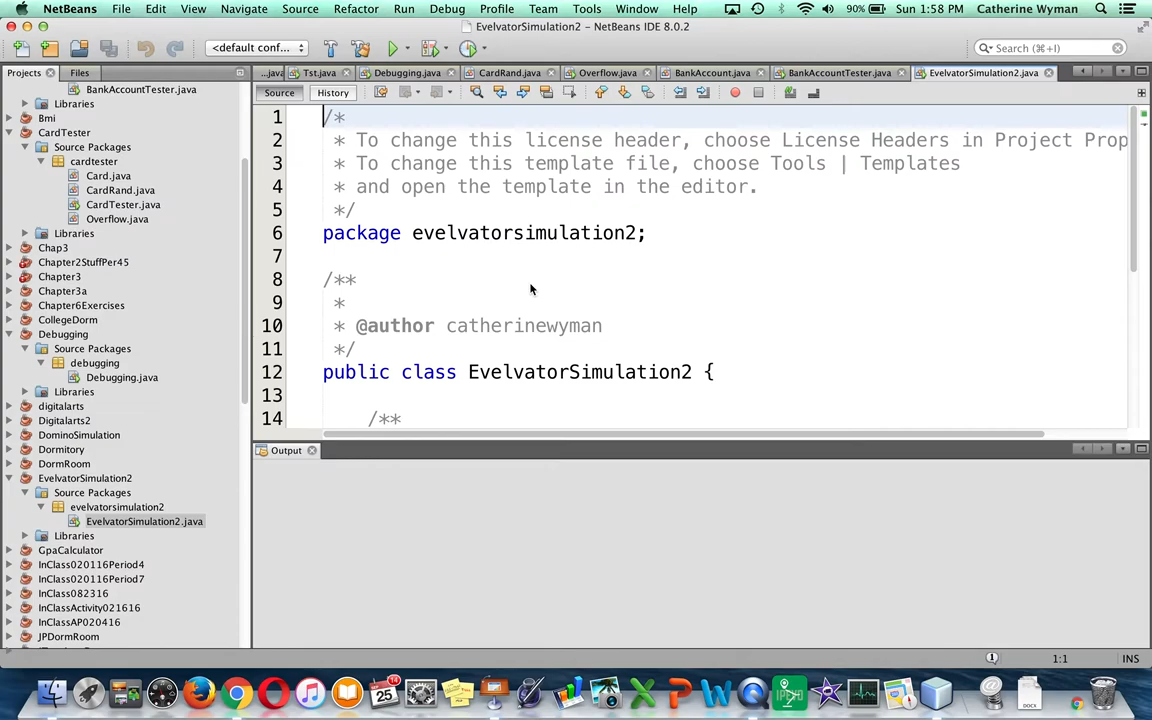 NetBeans File Edit View Navigate Source Refactor Run Debug Profile Team Tools Window Help 90% Sun 1:58 PM Catherine Wyman
EvelvatorSimulation2 – NetBeans IDE 8.0.2
<default conf... Search (⌘+I)
Projects Files ...java Tst.java Debugging.java CardRand.java Overflow.java BankAccount.java BankAccountTester.java EvelvatorSimulation2.java
Source History
BankAccountTester.java
Libraries
Bmi
CardTester
Source Packages
cardtester
Card.java
CardRand.java
CardTester.java
Overflow.java
Libraries
Chap3
Chapter2StuffPer45
Chapter3
Chapter3a
Chapter6Exercises
CollegeDorm
Debugging
Source Packages
debugging
Debugging.java
Libraries
digitalarts
Digitalarts2
DominoSimulation
Dormitory
DormRoom
EvelvatorSimulation2
Source Packages
evelvatorsimulation2
EvelvatorSimulation2.java
Libraries
GpaCalculator
InClass020116Period4
InClass020116Period7
InClass082316
InClassActivity021616
InClassAP020416
JPDormRoom
1 /*
2 * To change this license header, choose License Headers in Project Prop
3 * To change this template file, choose Tools | Templates
4 * and open the template in the editor.
5 */
6 package evelvatorsimulation2;
7
8 /**
9 *
10 * @author catherinewyman
11 */
12 public class EvelvatorSimulation2 {
13
14 /**
Output
1 1:1 INS
14
25
DOCX